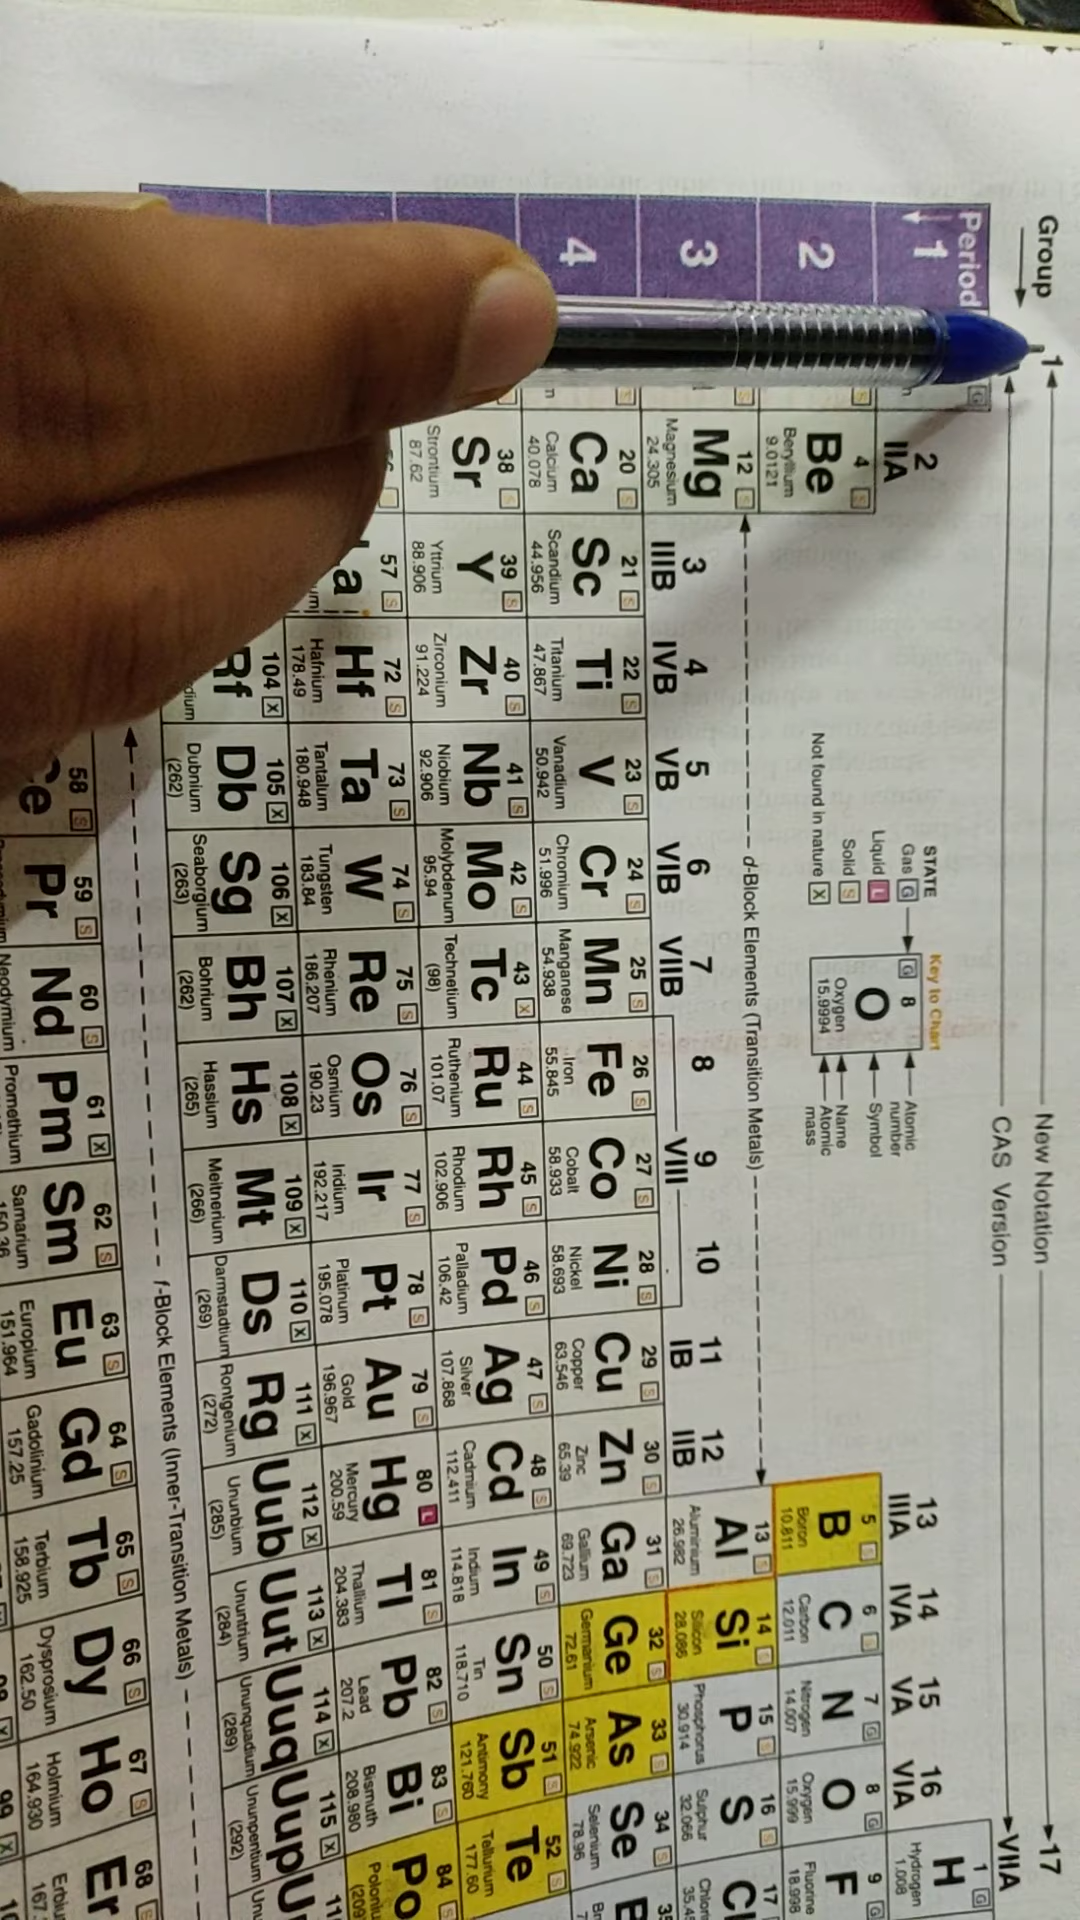 Group 1 New Notation 17
CAS Version VIIA
Period
1 G
1 G
H
Hydrogen
1.008
2
IIA
STATE
Gas G
Liquid L
Solid S
Not found in nature X
Key to Chart
G 8
O
Oxygen
15.9994
Atomic number
Symbol
Name
Atomic mass
13 14 15 16
IIIA IVA VA VIA
2
4 S 5 S 6 7 G 8 G 9 G
Be B C N O F
Beryllium Boron Carbon Nitrogen Oxygen Fluorine
9.0121 10.811 12.011 14.007 15.999 18.998
d-Block Elements (Transition Metals)
3 4 5 6 7 8 9 10 11 12
IIIB IVB VB VIB VIIB VIII IB IIB
3
12 S 13 S 14 S 15 S 16 S 17
Mg Al Si P S Cl
Magnesium Aluminium Silicon Phosphorus Sulphur
24.305 26.982 28.086 30.914 32.066
4
S 20 S 21 S 22 S 23 S 24 S 25 S 26 S 27 S 28 S 29 S 30 S 31 S 32 S 33 S 34 S 35
Ca Sc Ti V Cr Mn Fe Co Ni Cu Zn Ga Ge As Se
Calcium Scandium Titanium Vanadium Chromium Manganese Iron Cobalt Nickel Copper Zinc Gallium Germanium Arsenic Selenium
40.078 44.956 47.867 50.942 51.996 54.938 55.845 58.933 58.693 63.546 65.39 69.723 72.61 74.922 78.96
38 S 39 S 40 S 41 S 42 S 43 X 44 S 45 S 46 S 47 S 48 S 49 S 50 S 51 S 52 S
Sr Y Zr Nb Mo Tc Ru Rh Pd Ag Cd In Sn Sb Te
Strontium Yttrium Zirconium Niobium Molybdenum Technetium Ruthenium Rhodium Palladium Silver Cadmium Indium Tin Antimony Tellurium
87.62 88.906 91.224 92.906 95.94 (98) 101.07 102.906 106.42 107.868 112.411 114.818 118.710 121.760 177.60
57 S 72 S 73 S 74 S 75 S 76 S 77 S 78 S 79 S 80 L 81 S 82 S 83 S 84 S
Hf Ta W Re Os Ir Pt Au Hg Tl Pb Bi Po
Hafnium Tantalum Tungsten Rhenium Osmium Iridium Platinum Gold Mercury Thallium Lead Bismuth
178.49 180.948 183.84 186.207 190.23 192.217 195.078 196.967 200.59 204.383 207.2 208.980
104 X 105 X 106 X 107 X 108 X 109 X 110 X 111 X 112 X 113 X 114 X 115 X
Rf Db Sg Bh Hs Mt Ds Rg Uub Uut Uuq Uup
Dubnium Seaborgium Bohrium Hassium Meitnerium Darmstadtium Rontgenium Ununbium Ununtrium Ununquadium Ununpentium
(262) (263) (262) (265) (266) (269) (272) (285) (284) (289) (292)
f-Block Elements (Inner-Transition Metals)
58 S 59 S 60 S 61 X 62 S 63 S 64 S 65 S 66 S 67 S 68 S
Ce Pr Nd Pm Sm Eu Gd Tb Dy Ho Er
Neodymium Promethium Samarium Europium Gadolinium Terbium Dysprosium Holmium
150.36 151.964 157.25 158.925 162.50 164.930
99 X